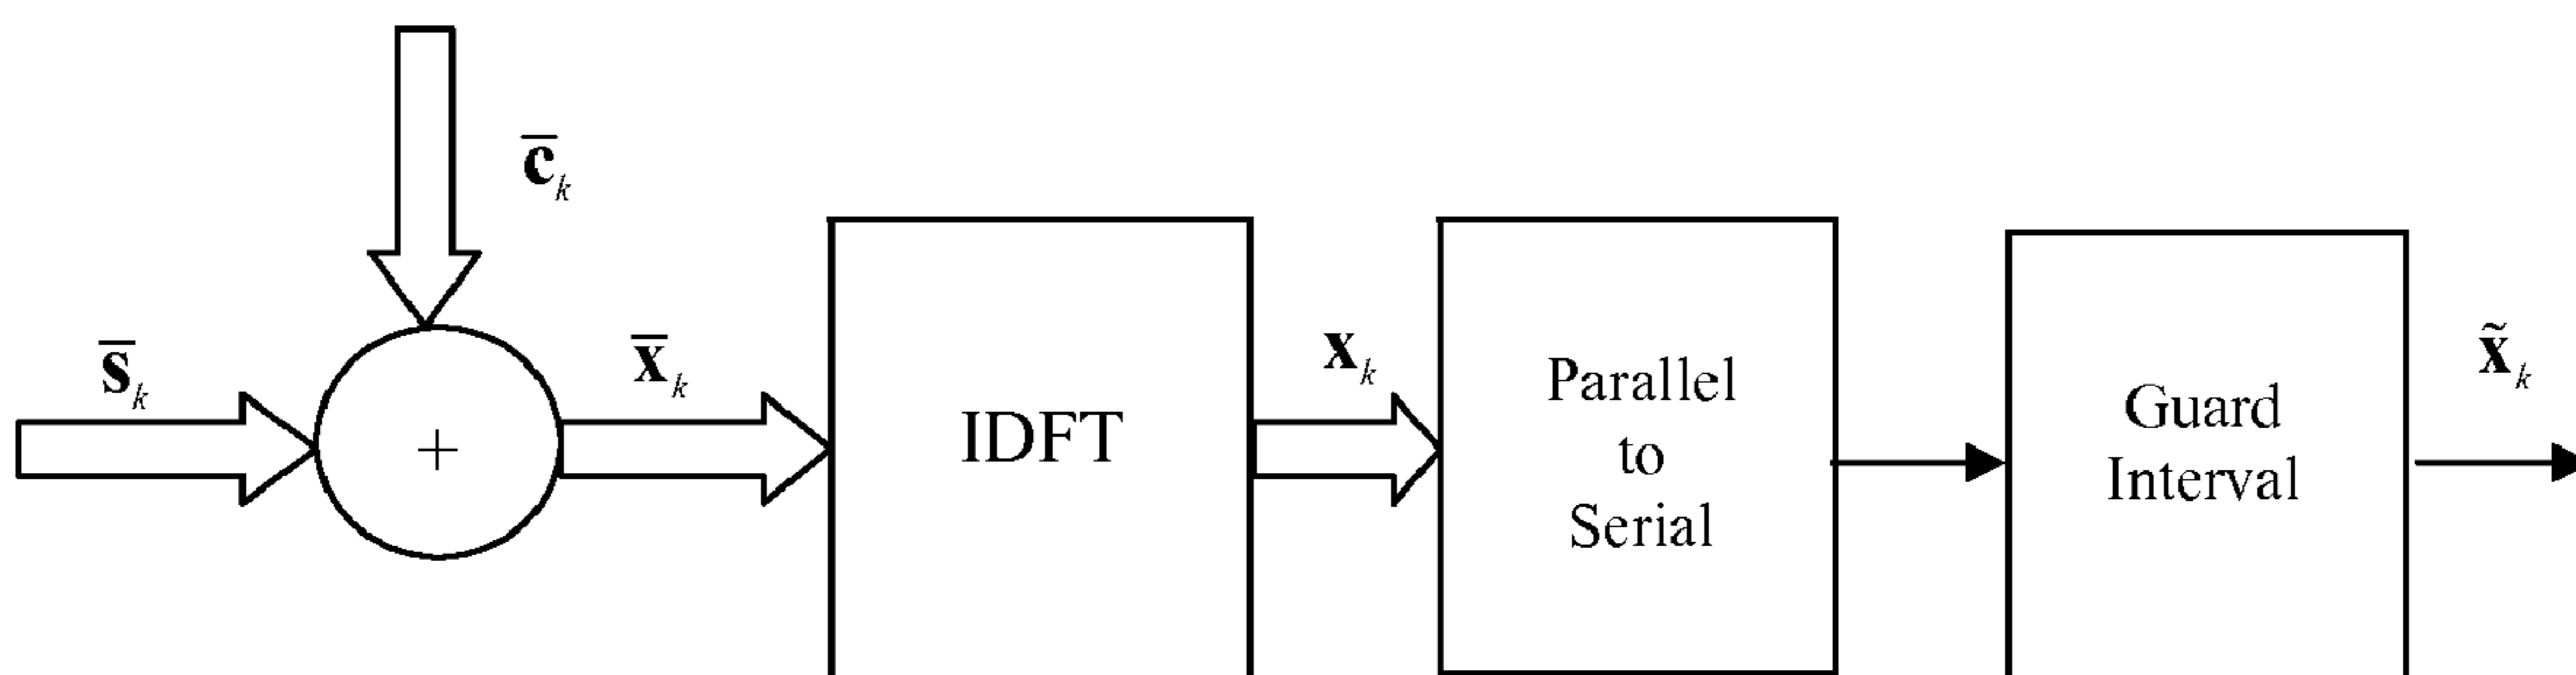 c̄ₖ
s̄ₖ
+
x̄ₖ
IDFT
xₖ
Parallel
to
Serial
Guard
Interval
x̃ₖ